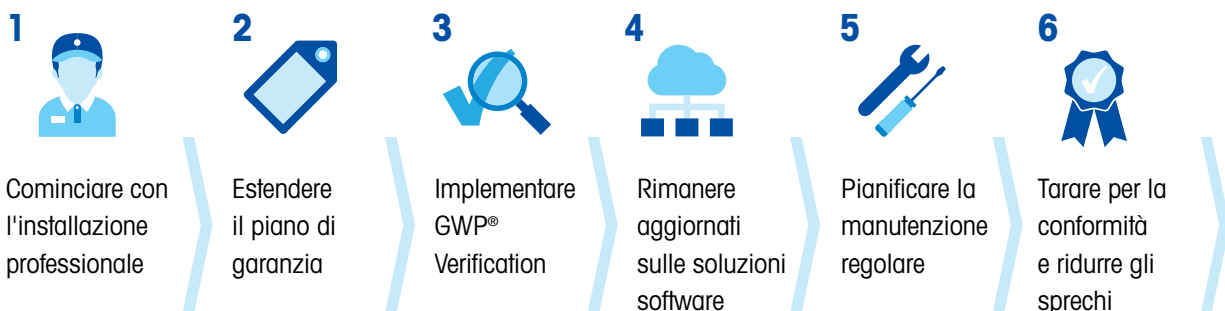 1
Cominciare con
l'installazione
professionale
2
Estendere
il piano di
garanzia
3
Implementare
GWP®
Verification
4
Rimanere
aggiornati
sulle soluzioni
software
5
Pianificare la
manutenzione
regolare
6
Tarare per la
conformità
e ridurre gli
sprechi